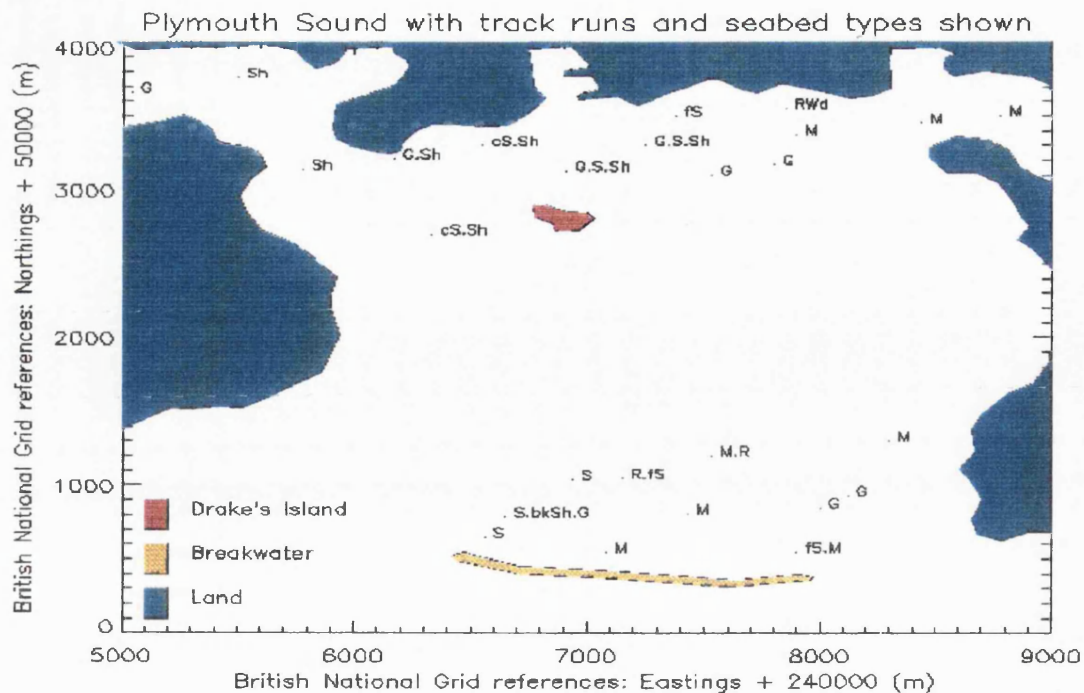 Plymouth Sound with track runs and seabed types shown
British National Grid references: Northings + 50000 (m)
4000
3000
2000
1000
0
Sh
G
fS
RWd
M
M
M
cS.Sh
G.S.Sh
G.Sh
Sh
G.S.Sh
G
G
cS.Sh
M
M.R
S
R.fS
G
G
S.bkSh.G
M
S
M
fS.M
Drake's Island
Breakwater
Land
5000
6000
7000
8000
9000
British National Grid references: Eastings + 240000 (m)